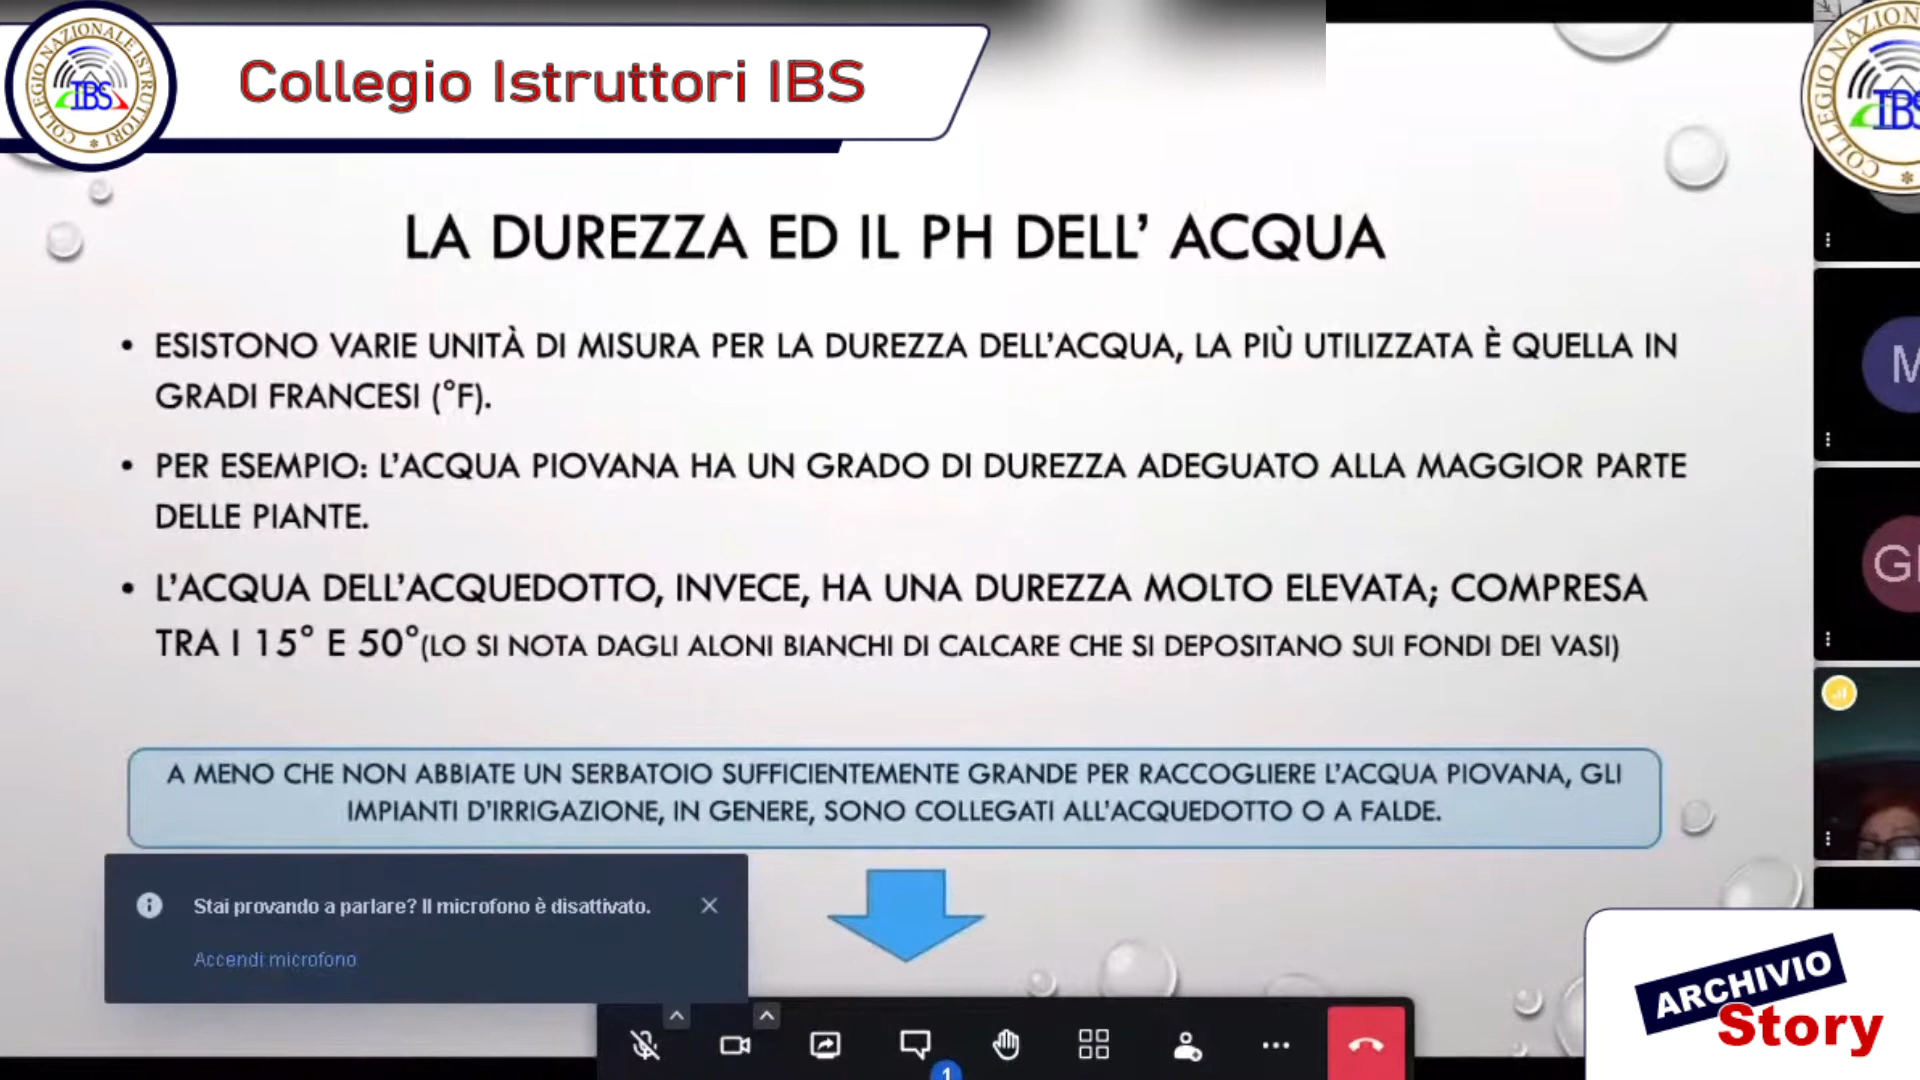 Collegio Istruttori IBS
COLLEGIO NAZIONALE ISTRUTTORI
IBS
LA DUREZZA ED IL PH DELL’ ACQUA
• ESISTONO VARIE UNITÀ DI MISURA PER LA DUREZZA DELL’ACQUA, LA PIÙ UTILIZZATA È QUELLA IN
GRADI FRANCESI (°F).
• PER ESEMPIO: L’ACQUA PIOVANA HA UN GRADO DI DUREZZA ADEGUATO ALLA MAGGIOR PARTE
DELLE PIANTE.
• L’ACQUA DELL’ACQUEDOTTO, INVECE, HA UNA DUREZZA MOLTO ELEVATA; COMPRESA
TRA I 15° E 50°(LO SI NOTA DAGLI ALONI BIANCHI DI CALCARE CHE SI DEPOSITANO SUI FONDI DEI VASI)
A MENO CHE NON ABBIATE UN SERBATOIO SUFFICIENTEMENTE GRANDE PER RACCOGLIERE L’ACQUA PIOVANA, GLI
IMPIANTI D’IRRIGAZIONE, IN GENERE, SONO COLLEGATI ALL’ACQUEDOTTO O A FALDE.
Stai provando a parlare? Il microfono è disattivato.
Accendi microfono
1
M
ARCHIVIO
Story